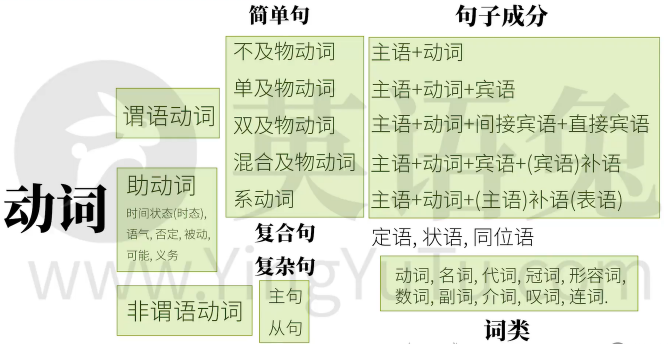 简单句
句子成分
不及物动词
主语+动词
单及物动词
主语+动词+宾语
谓语动词
双及物动词
主语+动词+间接宾语+直接宾语
混合及物动词
主语+动词+宾语+(宾语)补语
系动词
主语+动词+(主语)补语(表语)
动词
助动词
时间状态(时态),
语气, 否定, 被动,
可能, 义务
复合句
定语, 状语, 同位语
复杂句
非谓语动词
主句
从句
动词, 名词, 代词, 冠词, 形容词,
数词, 副词, 介词, 叹词, 连词.
词类
英语兔
www.YingYuTu.com